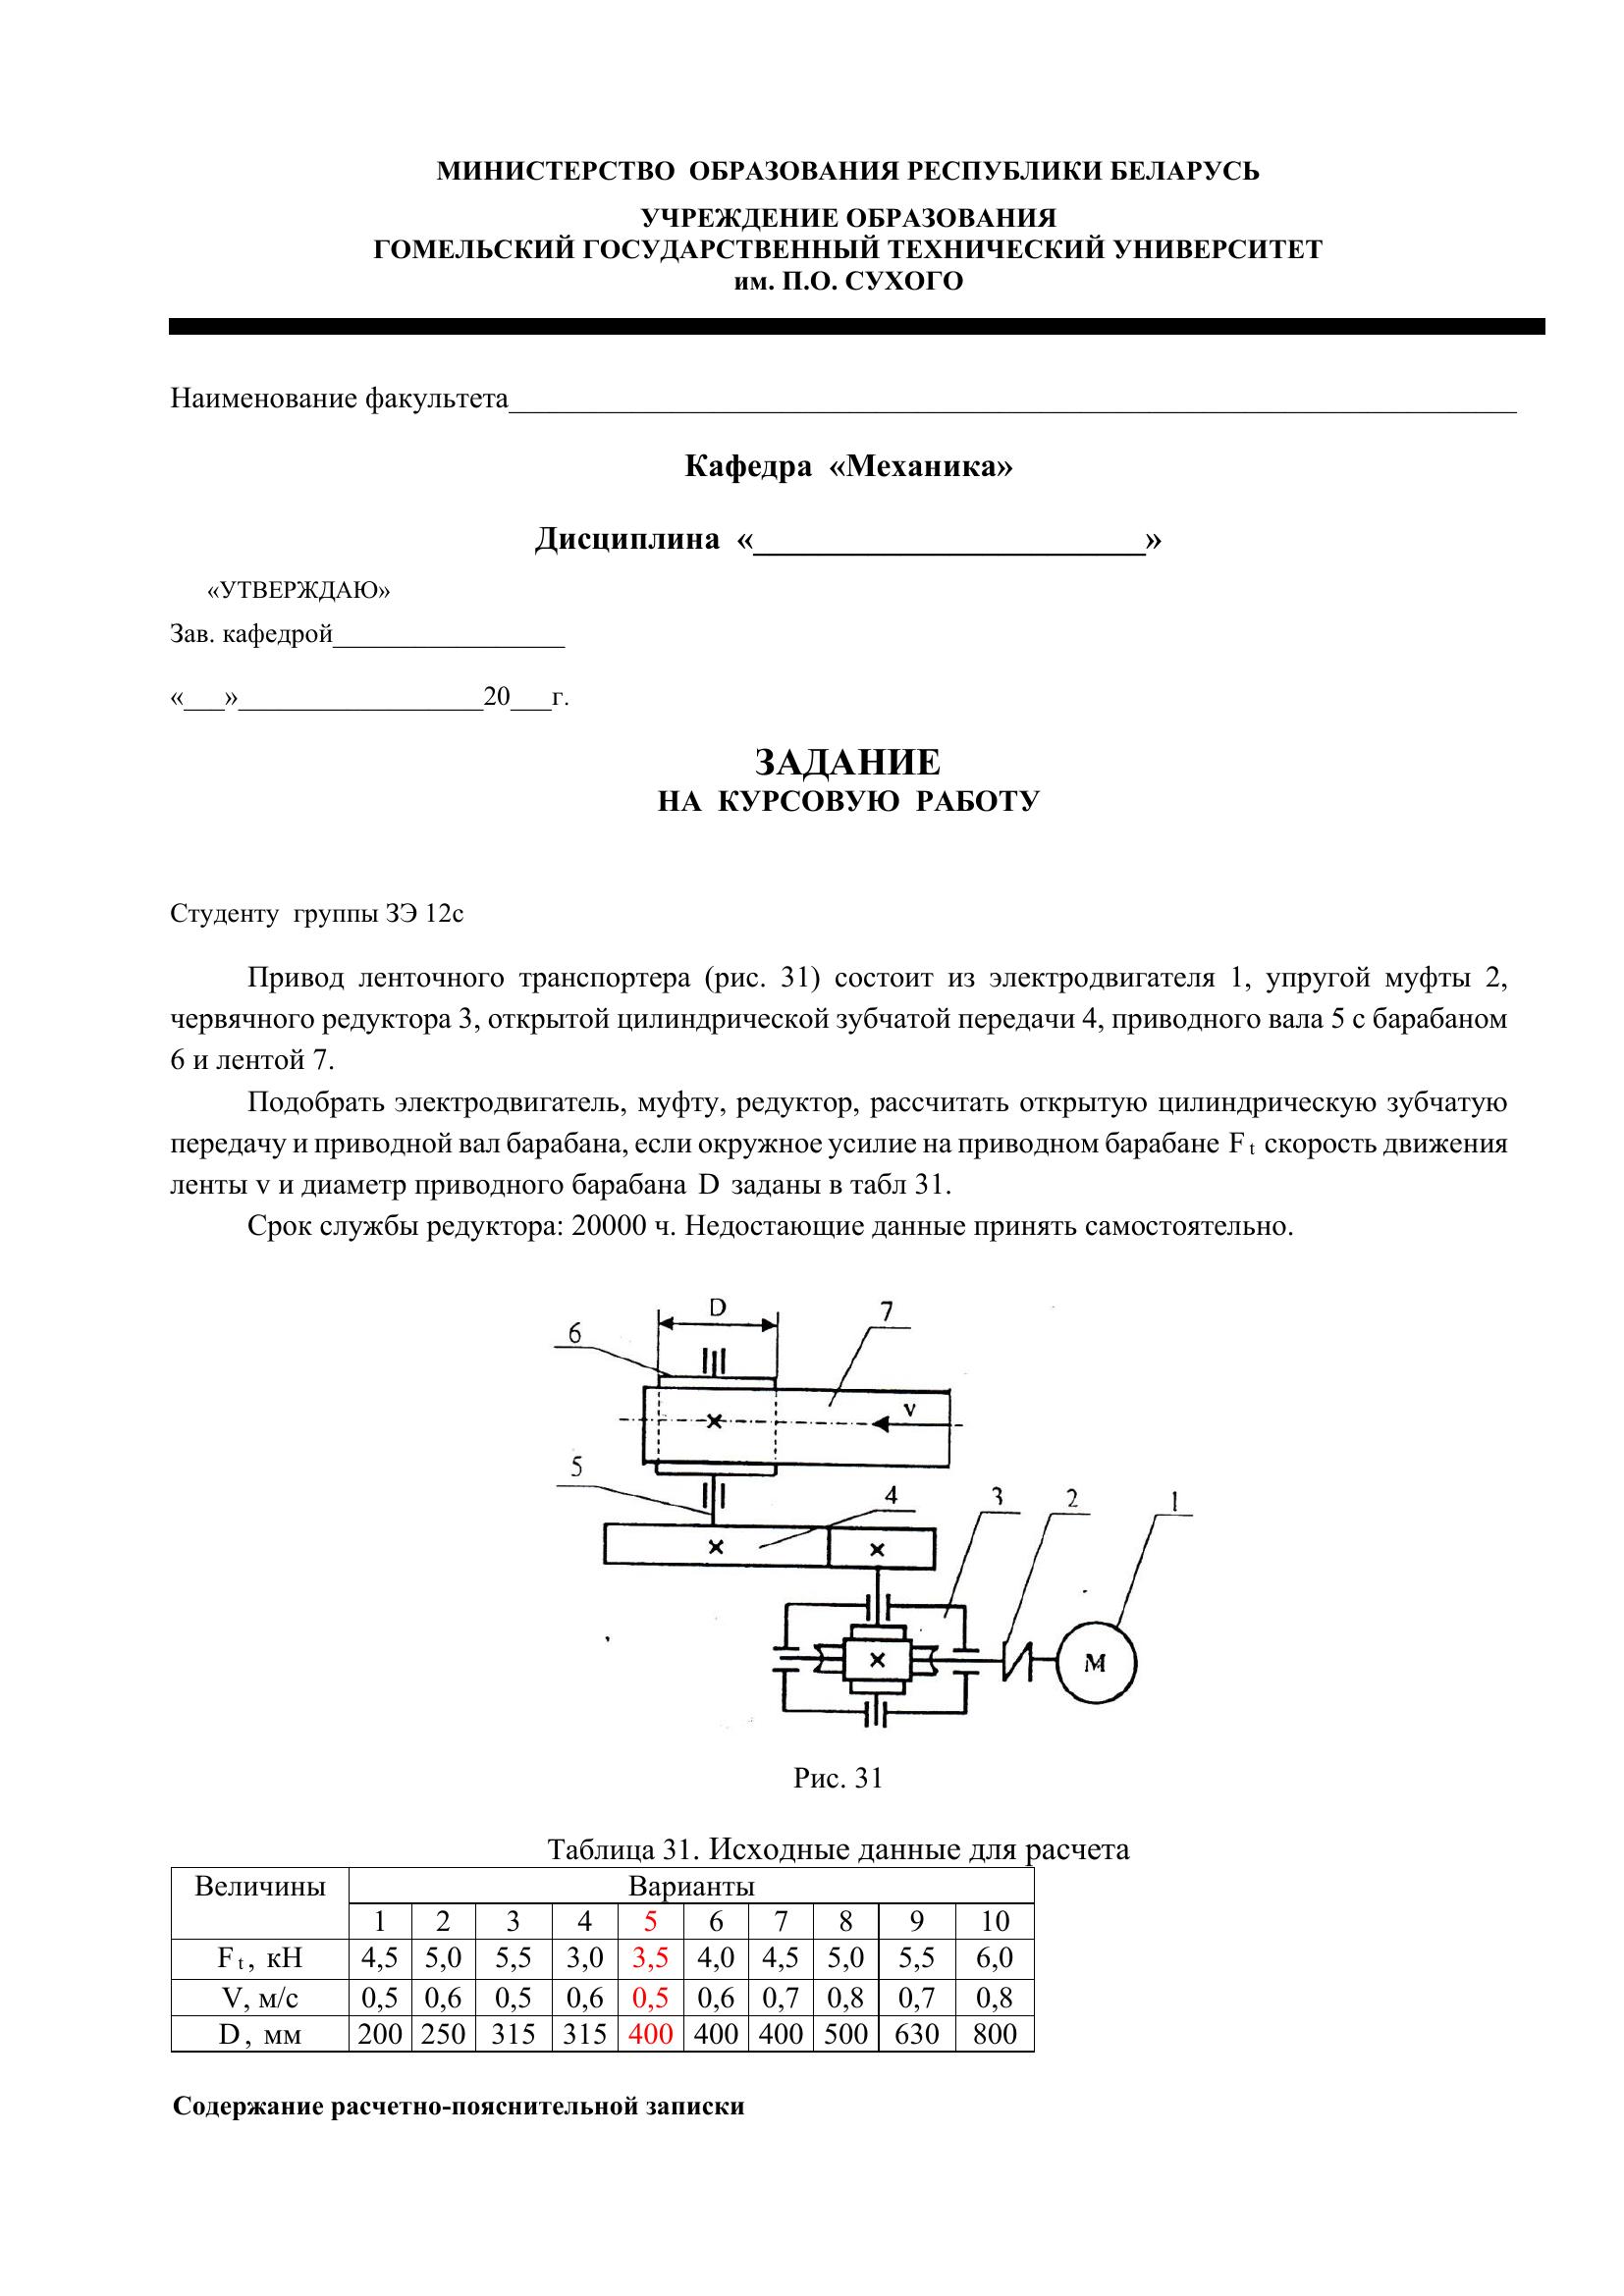 МИНИСТЕРСТВО ОБРАЗОВАНИЯ РЕСПУБЛИКИ БЕЛАРУСЬ
УЧРЕЖДЕНИЕ ОБРАЗОВАНИЯ
ГОМЕЛЬСКИЙ ГОСУДАРСТВЕННЫЙ ТЕХНИЧЕСКИЙ УНИВЕРСИТЕТ
им. П.О. СУХОГО
Наименование факультета____________________
Кафедра «Механика»
Дисциплина «____________________»
«УТВЕРЖДАЮ»
Зав. кафедрой_________________
«___»__________________20___г.
ЗАДАНИЕ
НА КУРСОВУЮ РАБОТУ
Студенту группы ЗЭ 12с
Привод ленточного транспортера (рис. 31) состоит из электродвигателя 1, упругой муфты 2,
червячного редуктора 3, открытой цилиндрической зубчатой передачи 4, приводного вала 5 с барабаном
6 и лентой 7.
Подобрать электродвигатель, муфту, редуктор, рассчитать открытую цилиндрическую зубчатую
передачу и приводной вал барабана, если окружное усилие на приводном барабане F t скорость движения
ленты v и диаметр приводного барабана D заданы в табл 31.
Срок службы редуктора: 20000 ч. Недостающие данные принять самостоятельно.
D 7
6
v
5
4 3 2 1
M
Рис. 31
Таблица 31. Исходные данные для расчета
Величины Варианты
1 2 3 4 5 6 7 8 9 10
F t , кН 4,5 5,0 5,5 3,0 3,5 4,0 4,5 5,0 5,5 6,0
V, м/с 0,5 0,6 0,5 0,6 0,5 0,6 0,7 0,8 0,7 0,8
D , мм 200 250 315 315 400 400 400 500 630 800
Содержание расчетно-пояснительной записки